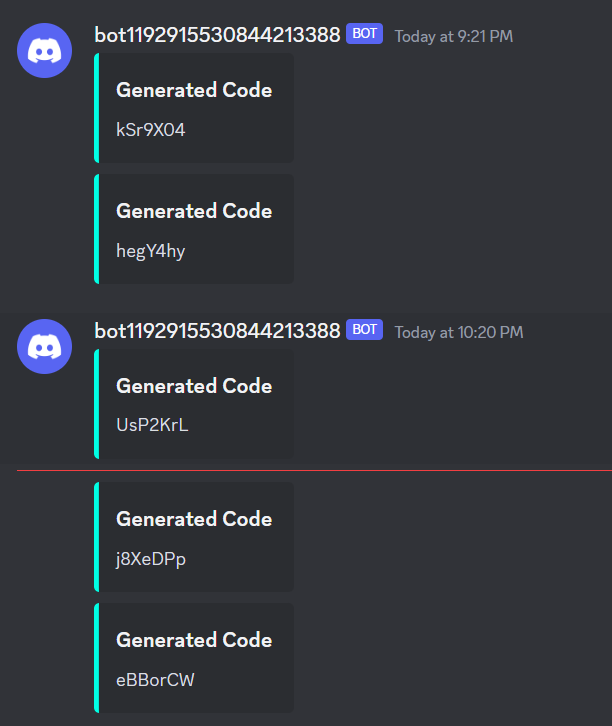 bot1192915530844213388 BOT Today at 9:21 PM
Generated Code
kSr9X04
Generated Code
hegY4hy
bot1192915530844213388 BOT Today at 10:20 PM
Generated Code
UsP2KrL
Generated Code
j8XeDPp
Generated Code
eBBorCW